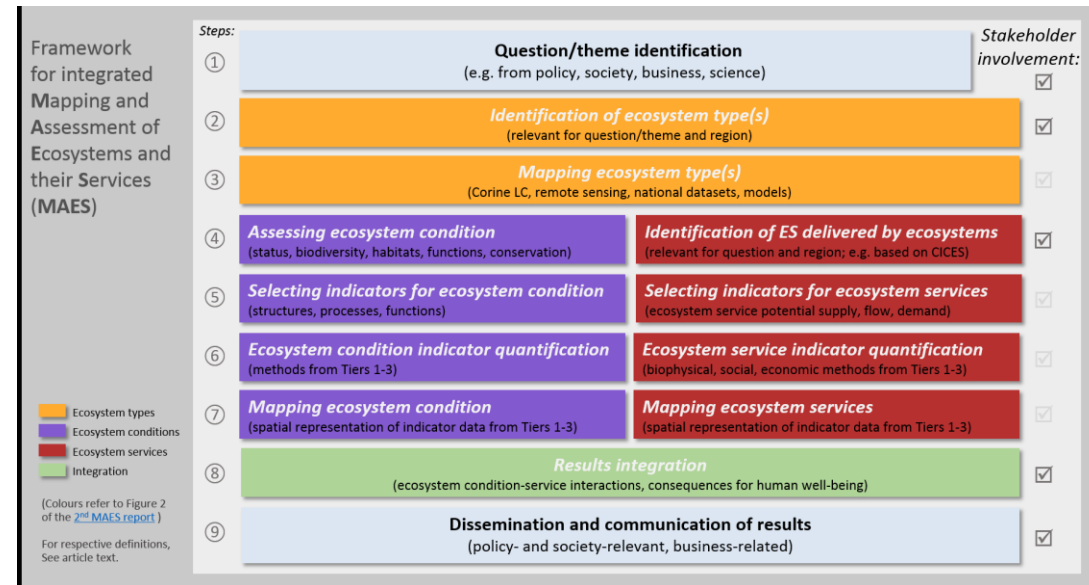 Framework
for integrated
Mapping and
Assessment of
Ecosystems and
their Services
(MAES)
Steps:
Stakeholder
involvement:
①
Question/theme identification
(e.g. from policy, society, business, science)
②
Identification of ecosystem type(s)
(relevant for question/theme and region)
③
Mapping ecosystem type(s)
(Corine LC, remote sensing, national datasets, models)
④
Assessing ecosystem condition
(status, biodiversity, habitats, functions, conservation)
Identification of ES delivered by ecosystems
(relevant for question and region; e.g. based on CICES)
⑤
Selecting indicators for ecosystem condition
(structures, processes, functions)
Selecting indicators for ecosystem services
(ecosystem service potential supply, flow, demand)
⑥
Ecosystem condition indicator quantification
(methods from Tiers 1-3)
Ecosystem service indicator quantification
(biophysical, social, economic methods from Tiers 1-3)
⑦
Mapping ecosystem condition
(spatial representation of indicator data from Tiers 1-3)
Mapping ecosystem services
(spatial representation of indicator data from Tiers 1-3)
⑧
Results integration
(ecosystem condition-service interactions, consequences for human well-being)
⑨
Dissemination and communication of results
(policy- and society-relevant, business-related)
Ecosystem types
Ecosystem conditions
Ecosystem services
Integration
(Colours refer to Figure 2
of the 2nd MAES report )
For respective definitions,
See article text.